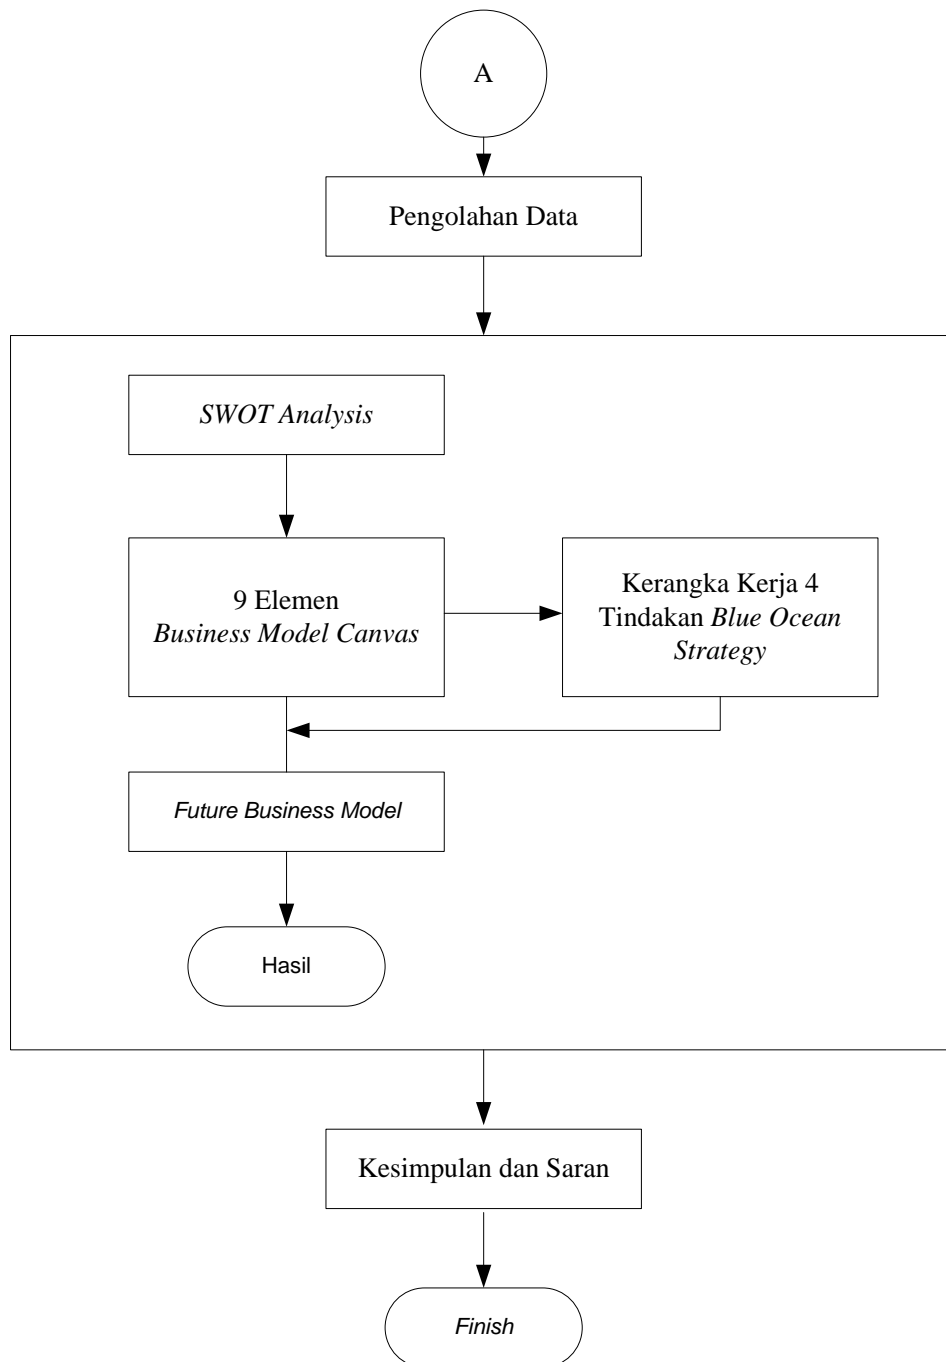 A
Pengolahan Data
SWOT Analysis
9 Elemen
Business Model Canvas
Kerangka Kerja 4
Tindakan Blue Ocean
Strategy
Future Business Model
Hasil
Kesimpulan dan Saran
Finish